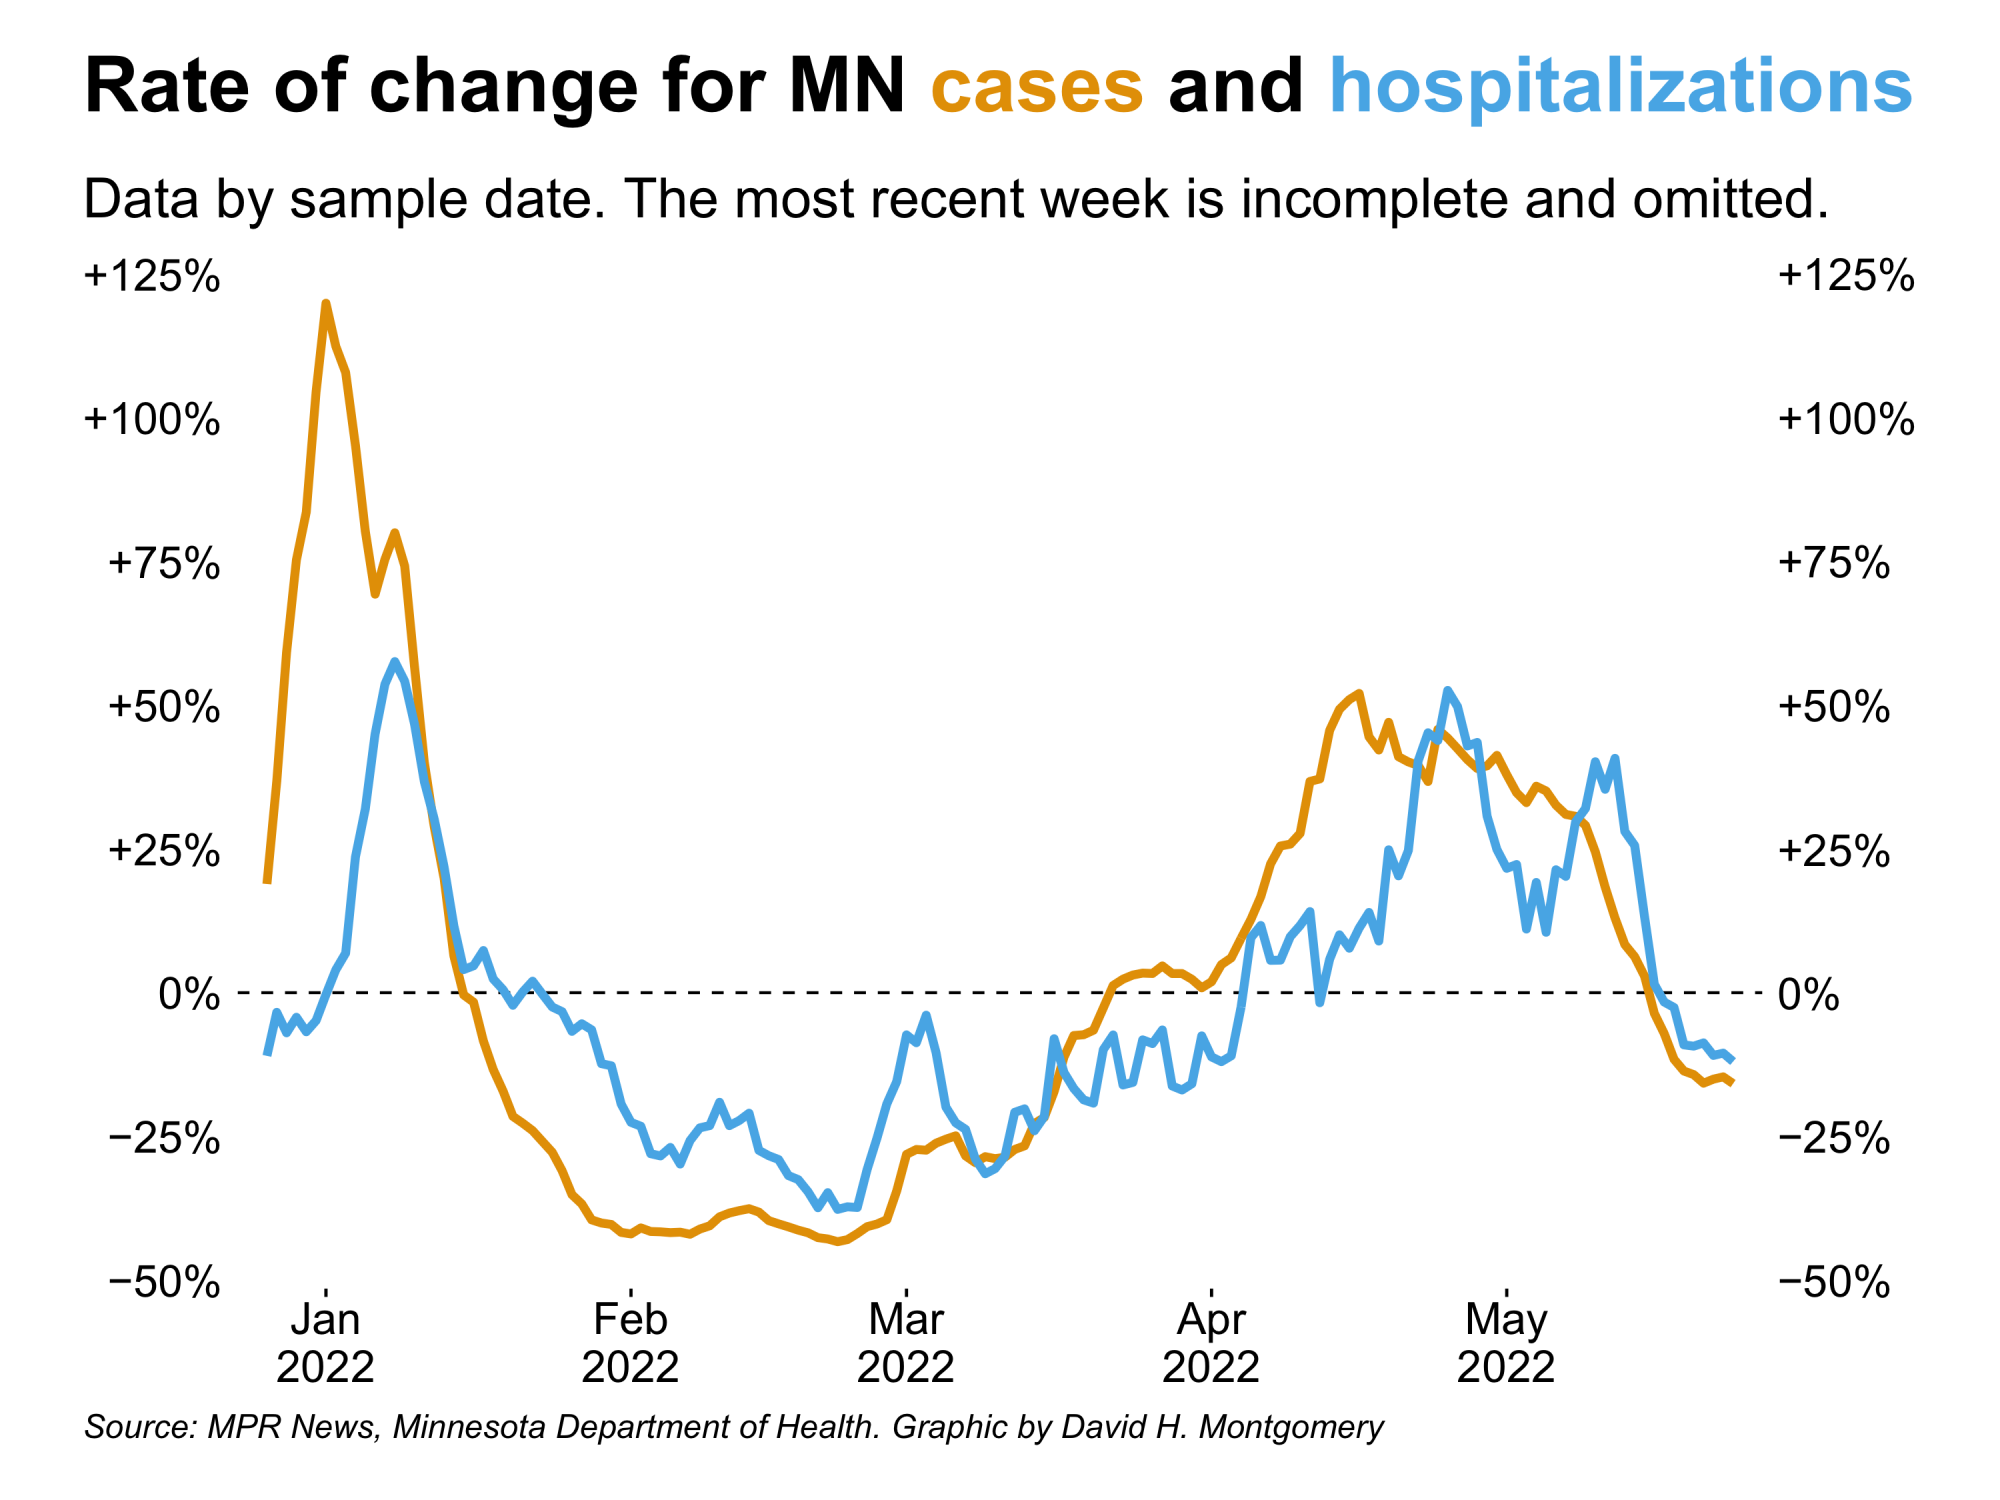 Rate of change for MN cases and hospitalizations
Data by sample date. The most recent week is incomplete and omitted.
+125% +125%
+100% +100%
+75% +75%
+50% +50%
+25% +25%
0% 0%
−25% −25%
−50% −50%
Jan Feb Mar Apr May
2022 2022 2022 2022 2022
Source: MPR News, Minnesota Department of Health. Graphic by David H. Montgomery